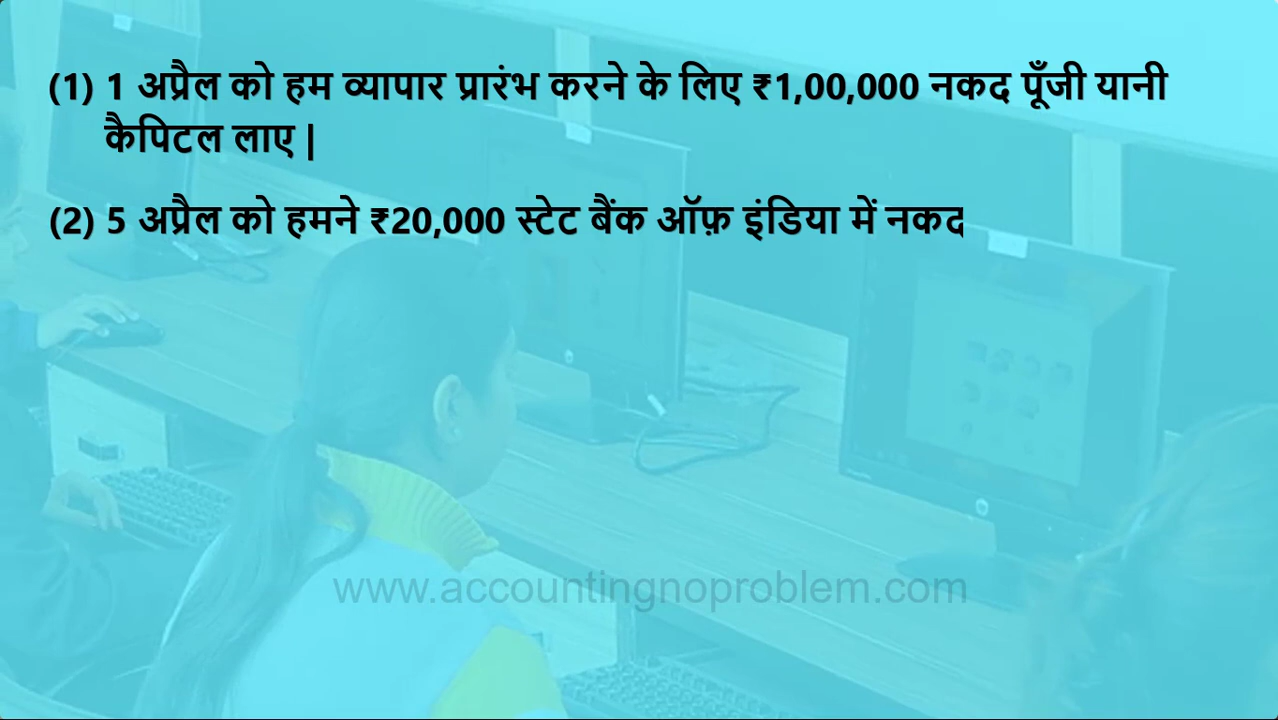 (1) 1 अप्रैल को हम व्यापार प्रारंभ करने के लिए ₹1,00,000 नकद पूँजी यानी
कैपिटल लाए |
(2) 5 अप्रैल को हमने ₹20,000 स्टेट बैंक ऑफ़ इंडिया में नकद
www.accountingnoproblem.com